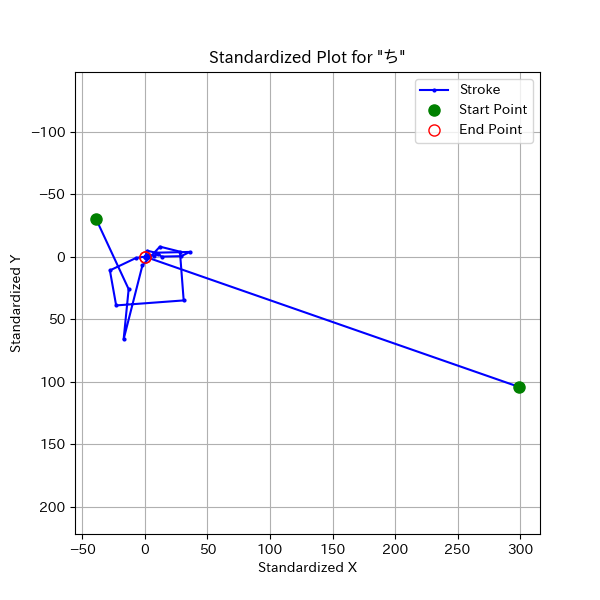 Standardized Plot for "ち"
Stroke
Start Point
End Point
−100
−50
0
50
100
150
200
Standardized Y
−50 0 50 100 150 200 250 300
Standardized X